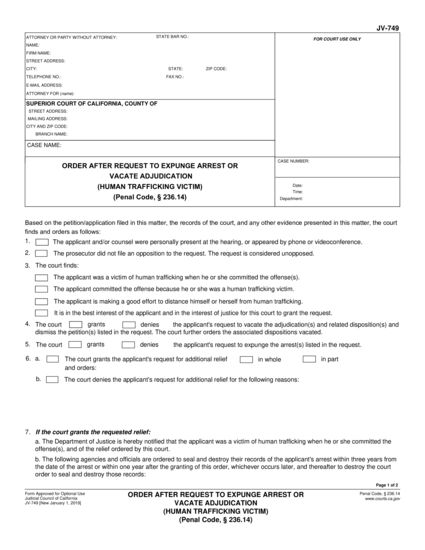 JV-749
ATTORNEY OR PARTY WITHOUT ATTORNEY: STATE BAR NO.:
NAME:
FIRM NAME:
STREET ADDRESS:
CITY: STATE: ZIP CODE:
TELEPHONE NO.: FAX NO.:
E-MAIL ADDRESS:
ATTORNEY FOR (name):
FOR COURT USE ONLY
SUPERIOR COURT OF CALIFORNIA, COUNTY OF
STREET ADDRESS:
MAILING ADDRESS:
CITY AND ZIP CODE:
BRANCH NAME:
CASE NAME:
ORDER AFTER REQUEST TO EXPUNGE ARREST OR
VACATE ADJUDICATION
(HUMAN TRAFFICKING VICTIM)
(Penal Code, § 236.14)
CASE NUMBER:
Date:
Time:
Department:
Based on the petition/application filed in this matter, the records of the court, and any other evidence presented in this matter, the court
finds and orders as follows:
1. The applicant and/or counsel were personally present at the hearing, or appeared by phone or videoconference.
2. The prosecutor did not file an opposition to the request. The request is considered unopposed.
3. The court finds:
The applicant was a victim of human trafficking when he or she committed the offense(s).
The applicant committed the offense because he or she was a human trafficking victim.
The applicant is making a good effort to distance himself or herself from human trafficking.
It is in the best interest of the applicant and in the interest of justice for this court to grant the request.
4. The court grants denies the applicant's request to vacate the adjudication(s) and related disposition(s) and
dismiss the petition(s) listed in the request. The court further orders the associated dispositions vacated.
5. The court grants denies the applicant's request to expunge the arrest(s) listed in the request.
6. a. The court grants the applicant's request for additional relief in whole in part
and orders:
b. The court denies the applicant's request for additional relief for the following reasons:
7. If the court grants the requested relief:
a. The Department of Justice is hereby notified that the applicant was a victim of human trafficking when he or she committed the
offense(s), and of the relief ordered by this court.
b. The following agencies and officials are ordered to seal and destroy their records of the applicant's arrest within three years from
the date of the arrest or within one year after the granting of this order, whichever occurs later, and thereafter to destroy the court
order to seal and destroy those records:
Page 1 of 2
Form Approved for Optional Use
Judicial Council of California
JV-749 [New January 1, 2018]
ORDER AFTER REQUEST TO EXPUNGE ARREST OR
VACATE ADJUDICATION
(HUMAN TRAFFICKING VICTIM)
(Penal Code, § 236.14)
Penal Code, § 236.14
www.courts.ca.gov